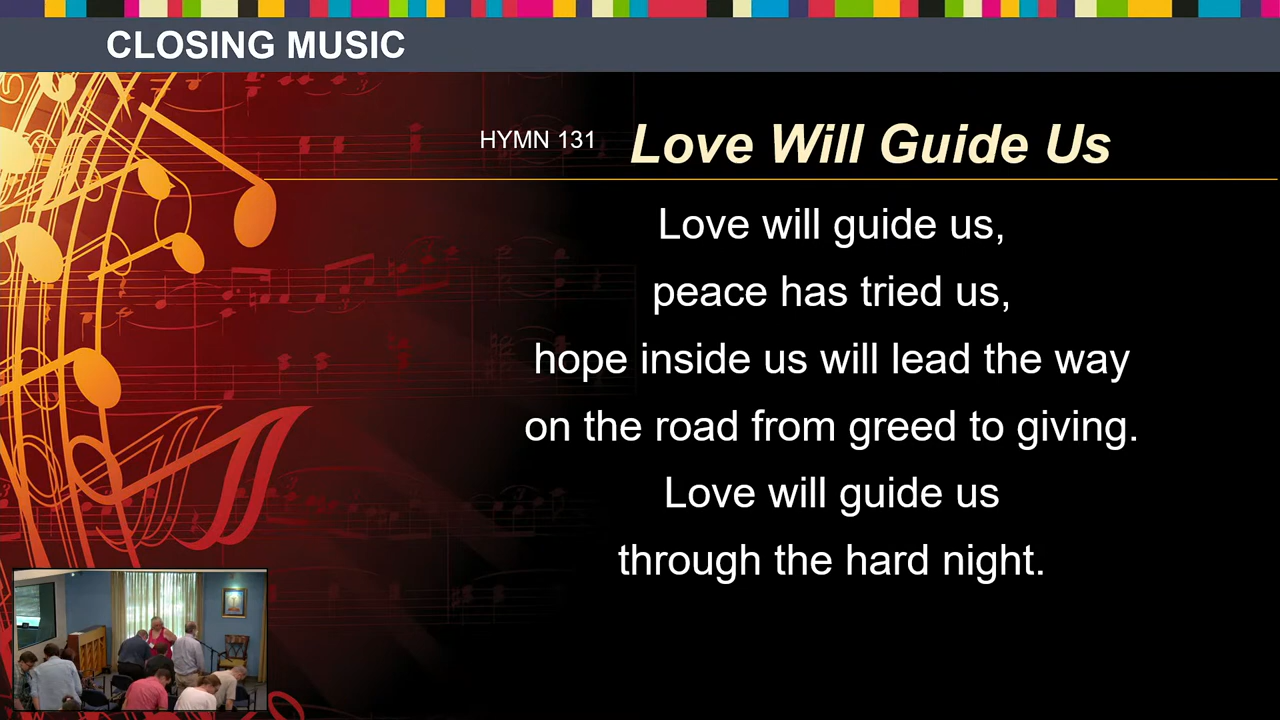 CLOSING MUSIC
HYMN 131 Love Will Guide Us
Love will guide us,
peace has tried us,
hope inside us will lead the way
on the road from greed to giving.
Love will guide us
through the hard night.